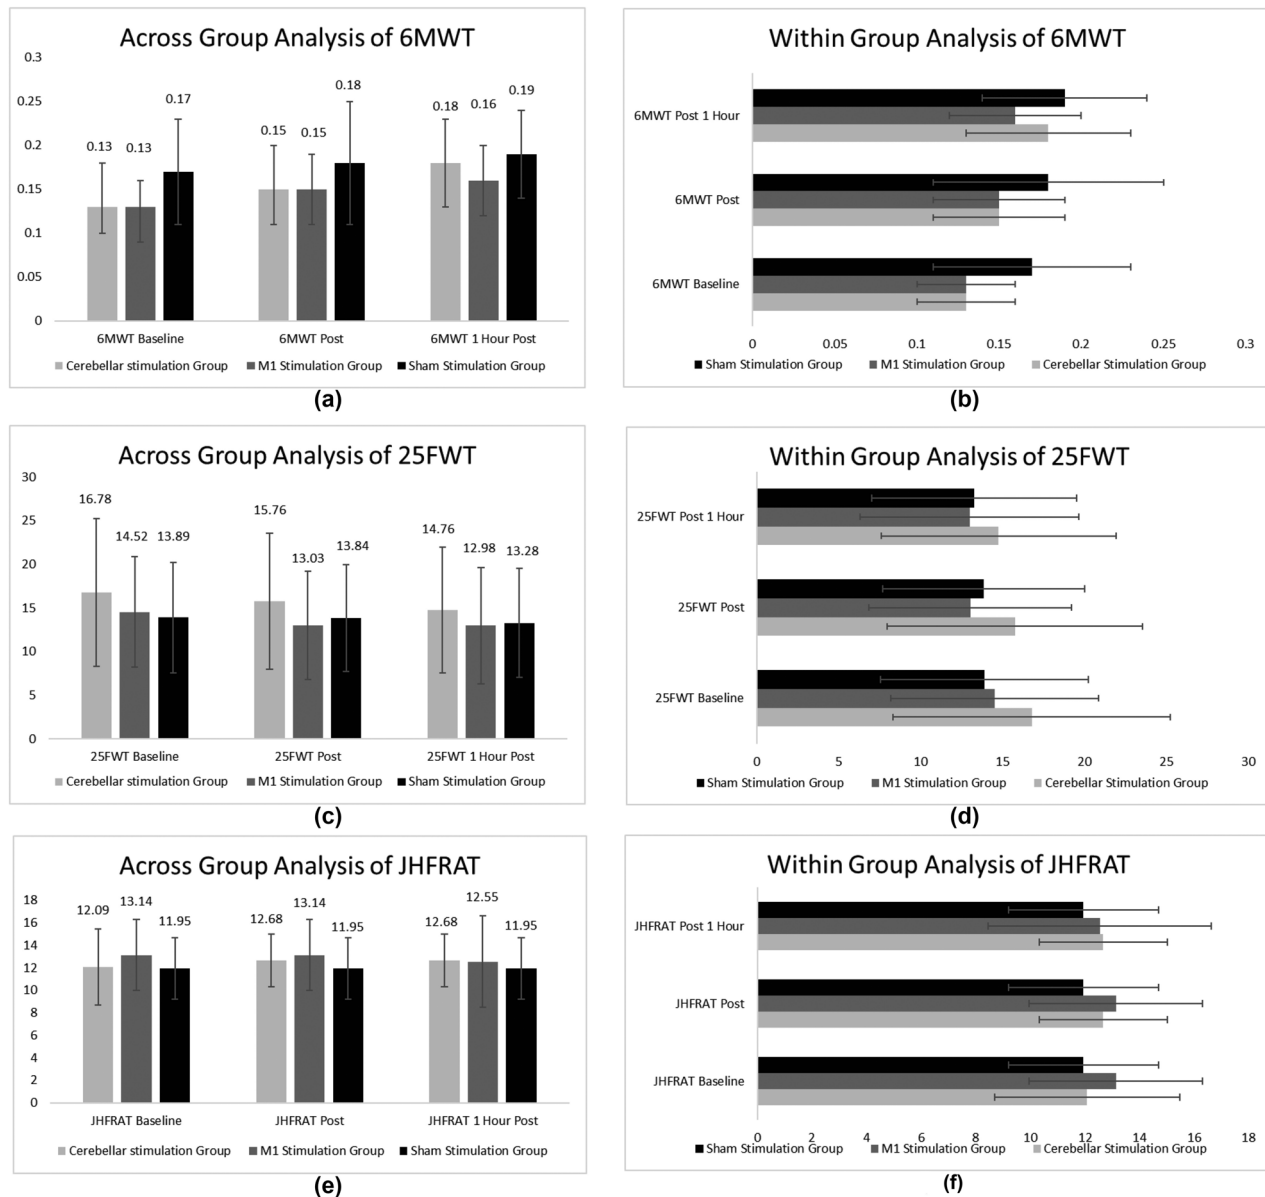 Across Group Analysis of 6MWT
0.3
0.25
0.2
0.15
0.1
0.05
0
0.13 0.13 0.17
0.15 0.15 0.18
0.18 0.16 0.19
6MWT Baseline 6MWT Post 6MWT 1 Hour Post
Cerebellar stimulation Group M1 Stimulation Group Sham Stimulation Group
(a)
Within Group Analysis of 6MWT
6MWT Post 1 Hour
6MWT Post
6MWT Baseline
0 0.05 0.1 0.15 0.2 0.25 0.3
Sham Stimulation Group M1 Stimulation Group Cerebellar Stimulation Group
(b)
Across Group Analysis of 25FWT
30
25
20
15
10
5
0
16.78 14.52 13.89
15.76 13.03 13.84
14.76 12.98 13.28
25FWT Baseline 25FWT Post 25FWT 1 Hour Post
Cerebellar stimulation Group M1 Stimulation Group Sham Stimulation Group
(c)
Within Group Analysis of 25FWT
25FWT Post 1 Hour
25FWT Post
25FWT Baseline
0 5 10 15 20 25 30
Sham Stimulation Group M1 Stimulation Group Cerebellar Stimulation Group
(d)
Across Group Analysis of JHFRAT
18
16
14
12
10
8
6
4
2
0
12.09 13.14 11.95
12.68 13.14 11.95
12.68 12.55 11.95
JHFRAT Baseline JHFRAT Post JHFRAT 1 Hour Post
Cerebellar stimulation Group M1 Stimulation Group Sham Stimulation Group
(e)
Within Group Analysis of JHFRAT
JHFRAT Post 1 Hour
JHFRAT Post
JHFRAT Baseline
0 2 4 6 8 10 12 14 16 18
Sham Stimulation Group M1 Stimulation Group Cerebellar Stimulation Group
(f)